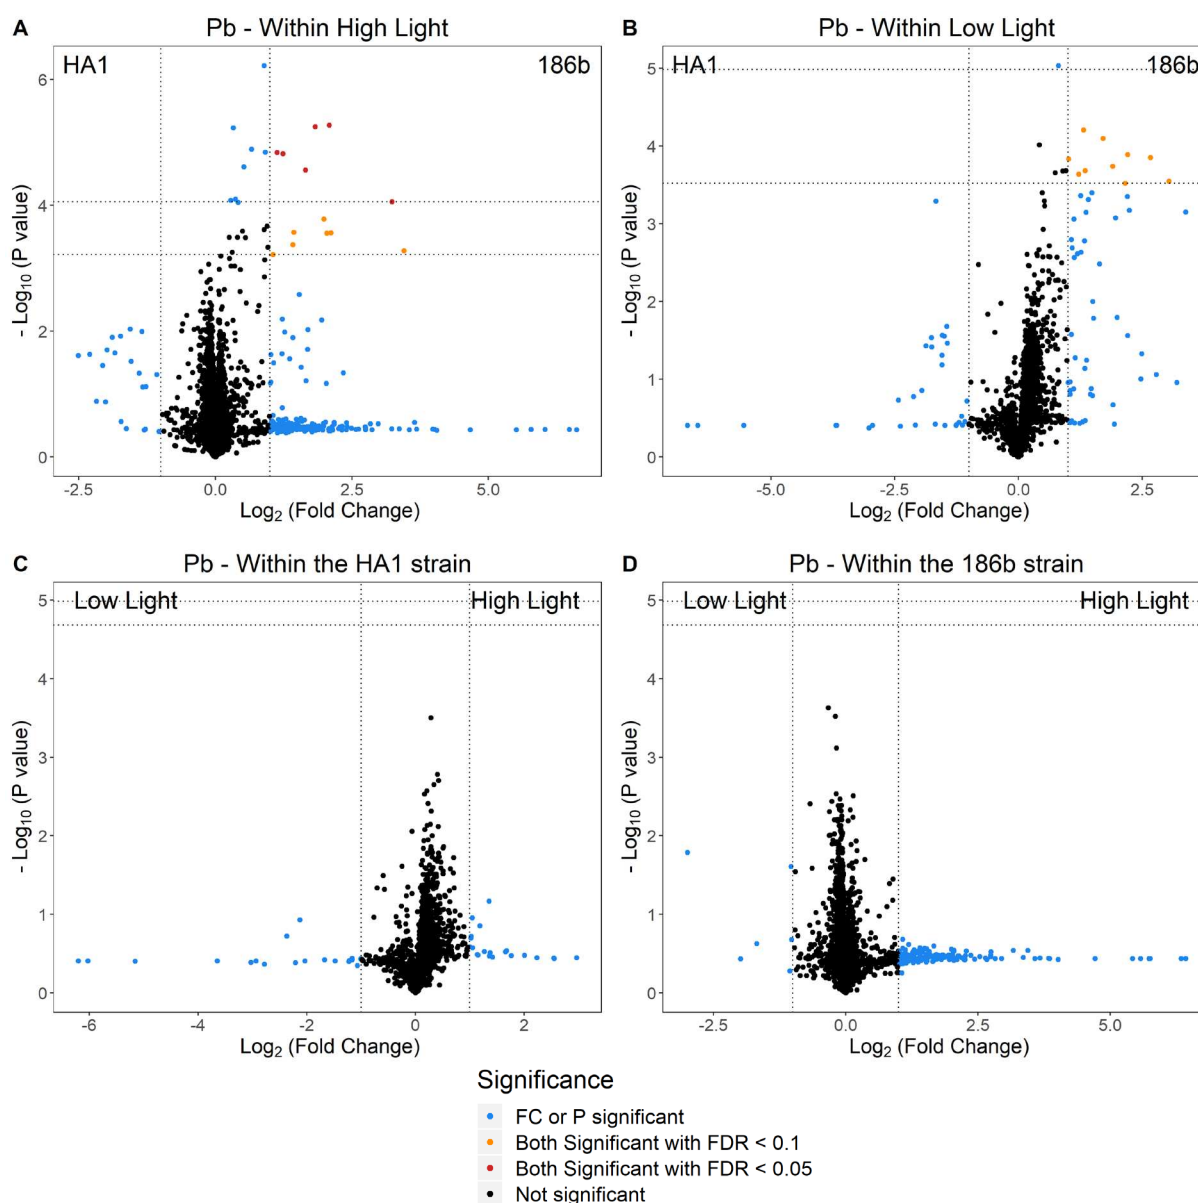 A Pb - Within High Light
HA1 186b
6
4
2
0
- Log10 (P value)
-2.5 0.0 2.5 5.0
Log2 (Fold Change)
B Pb - Within Low Light
HA1 186b
5
4
3
2
1
0
- Log10 (P value)
-5.0 -2.5 0.0 2.5
Log2 (Fold Change)
C Pb - Within the HA1 strain
Low Light High Light
5
4
3
2
1
0
- Log10 (P value)
-6 -4 -2 0 2
Log2 (Fold Change)
D Pb - Within the 186b strain
Low Light High Light
5
4
3
2
1
0
- Log10 (P value)
-2.5 0.0 2.5 5.0
Log2 (Fold Change)
Significance
FC or P significant
Both Significant with FDR < 0.1
Both Significant with FDR < 0.05
Not significant